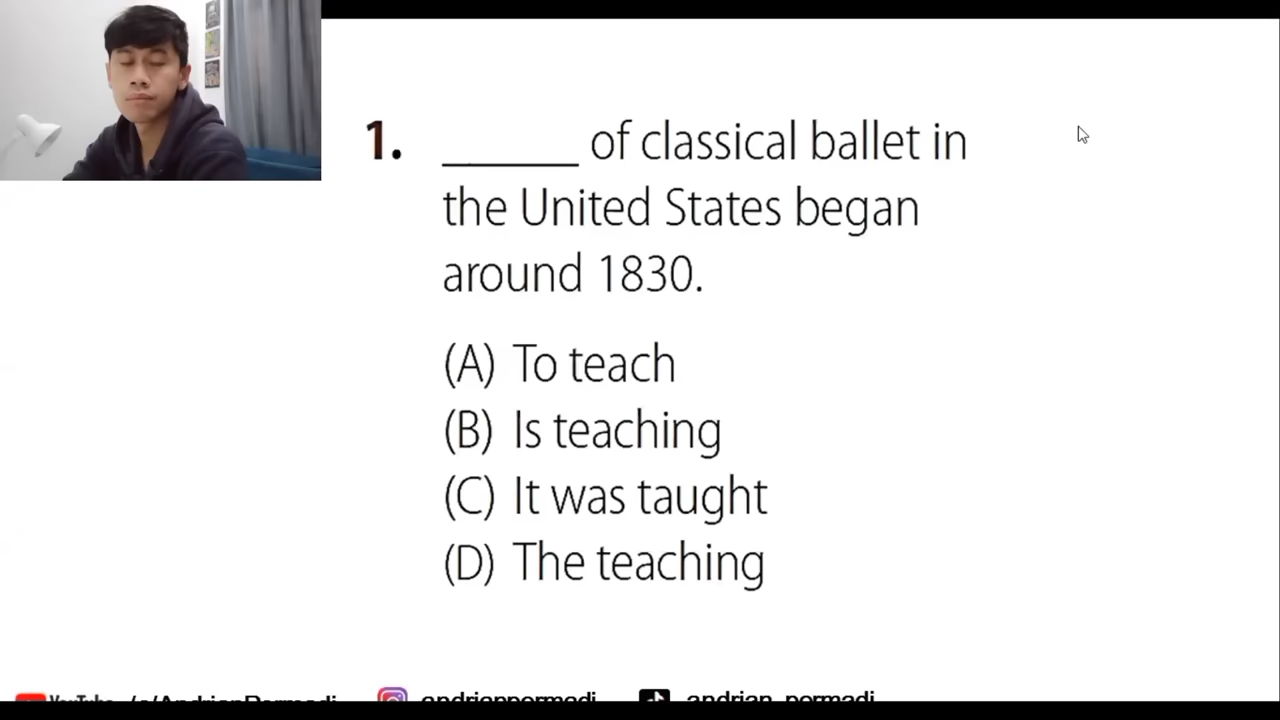 1. ______ of classical ballet in
the United States began
around 1830.
(A) To teach
(B) Is teaching
(C) It was taught
(D) The teaching
YouTube /c/AndrianPermadi andrianpermadi andrian_permadi